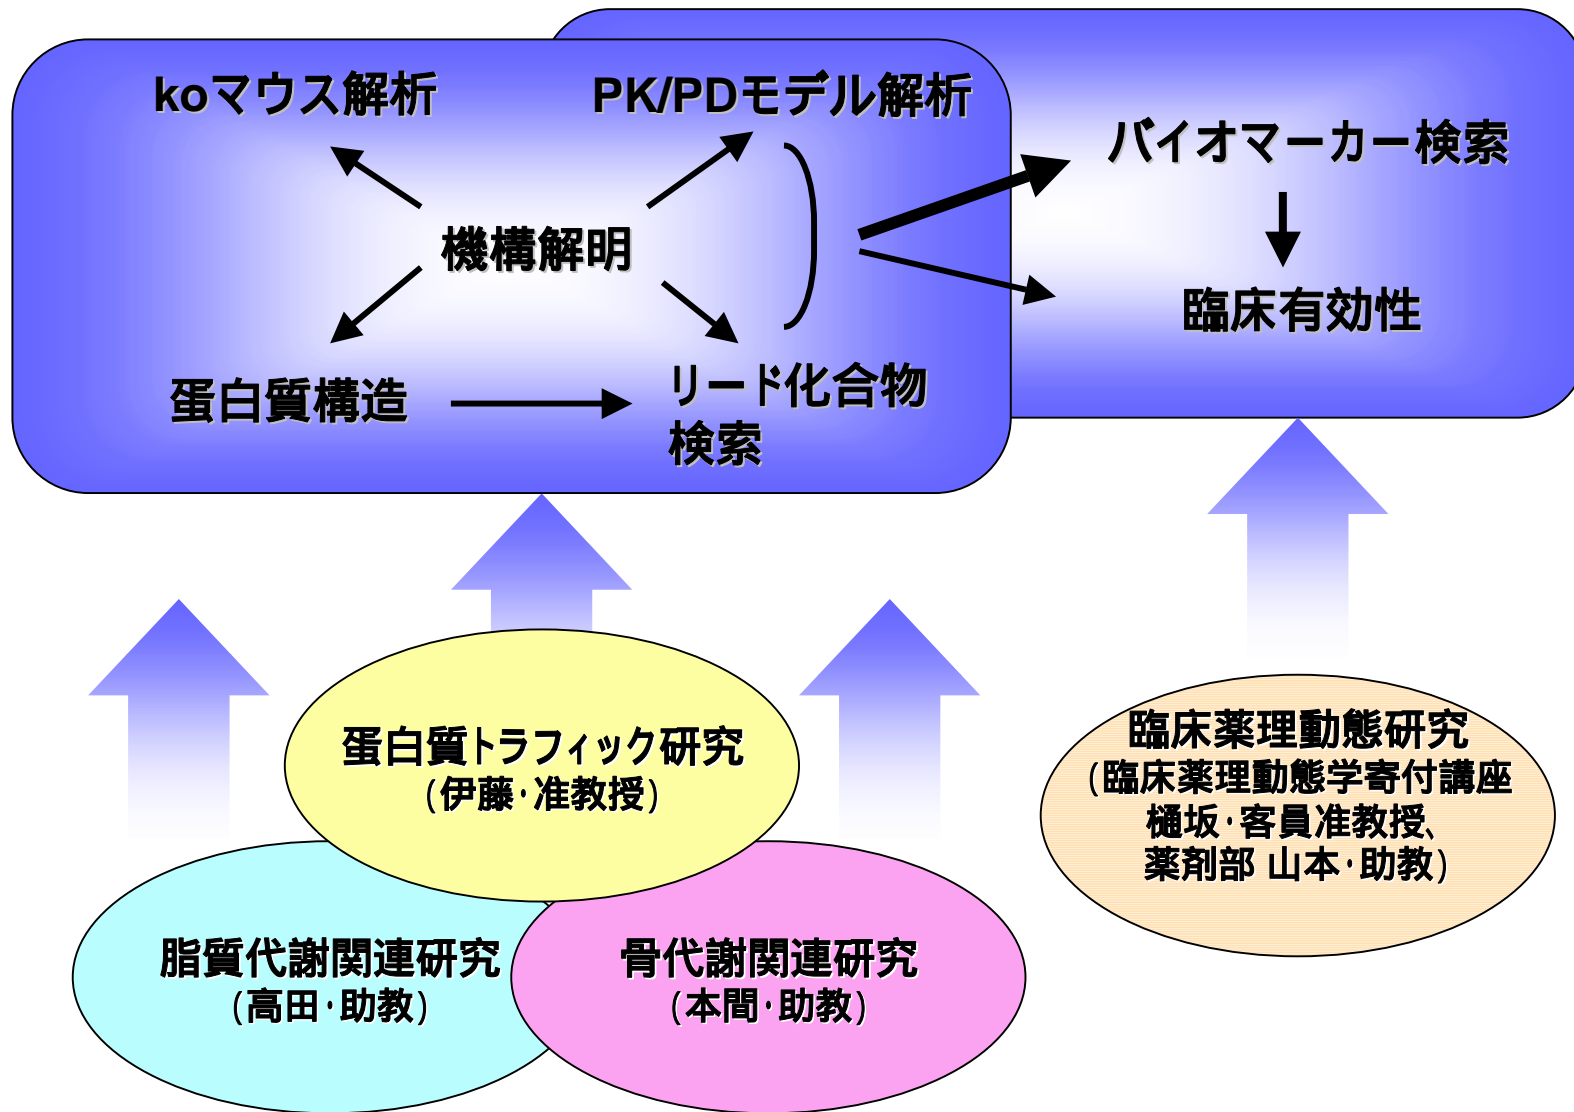 koマウス解析
PK/PDモデル解析
バイオマーカー検索
機構解明
臨床有効性
蛋白質構造
リード化合物
検索
蛋白質トラフィック研究
(伊藤･准教授)
臨床薬理動態研究
(臨床薬理動態学寄付講座
樋坂･客員准教授、
薬剤部 山本･助教)
脂質代謝関連研究
(高田･助教)
骨代謝関連研究
(本間･助教)